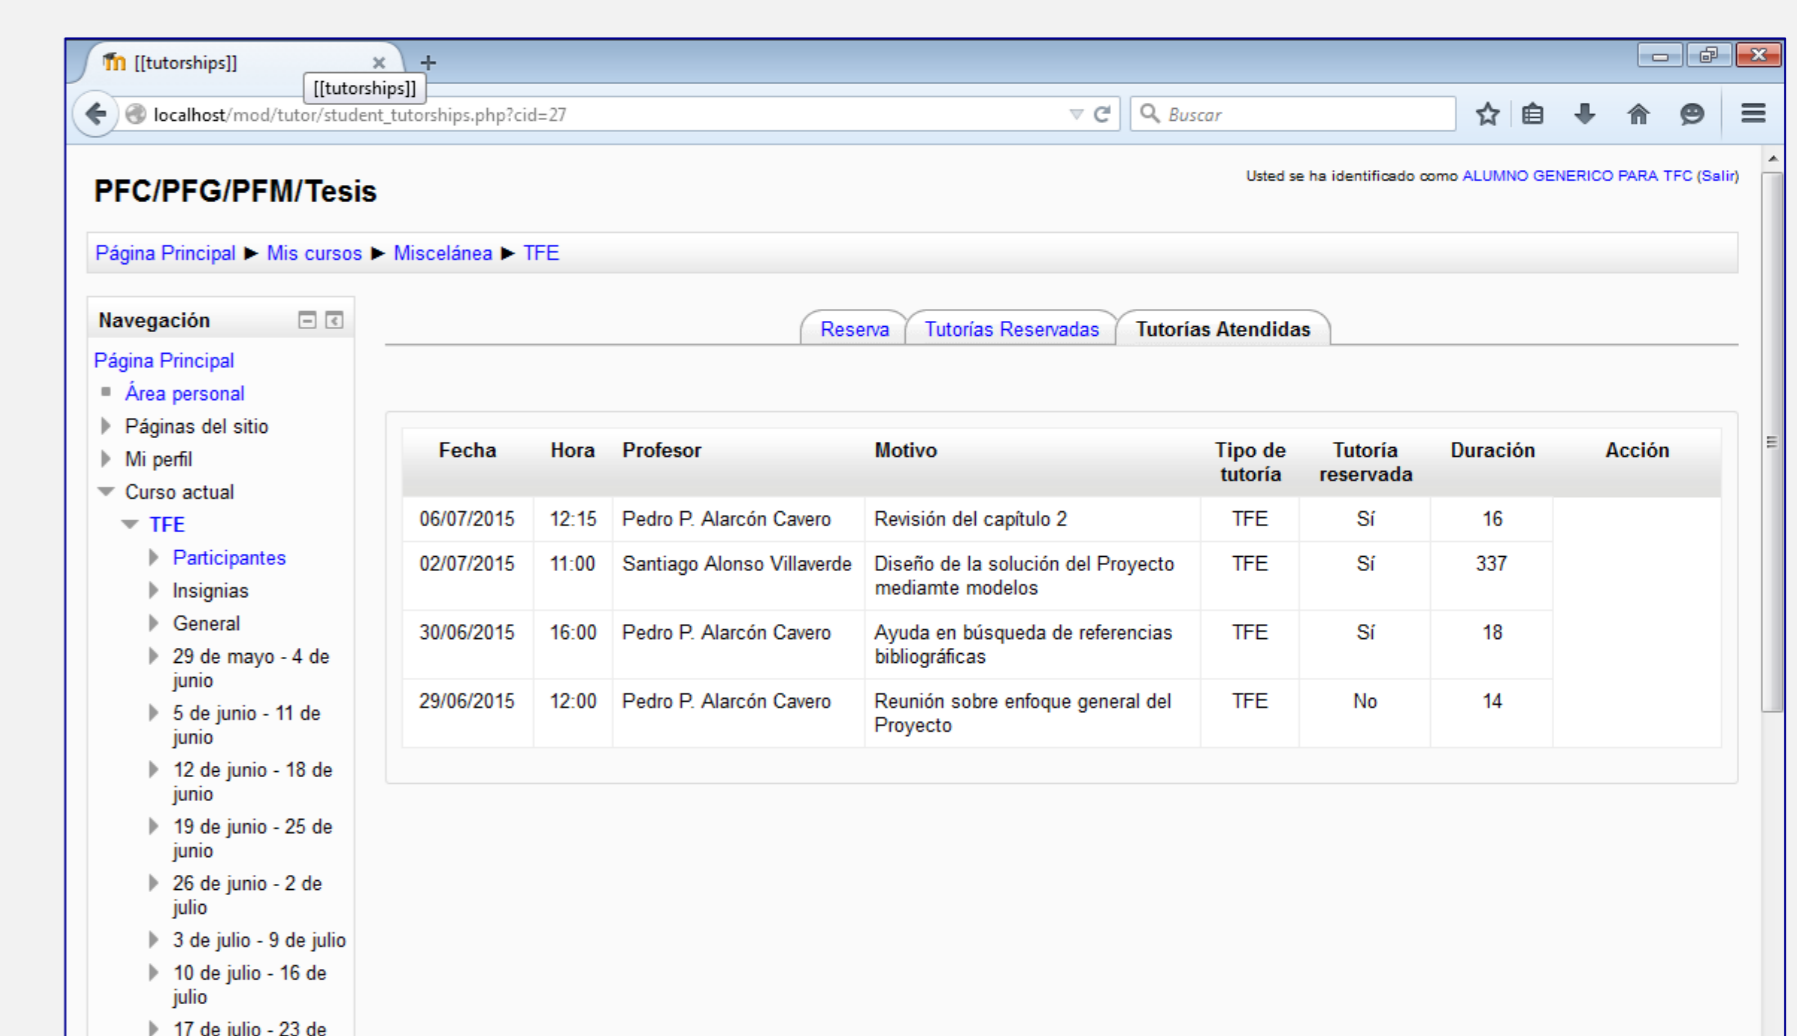 [[tutorships]]
[[tutorships]]
localhost/mod/tutor/student_tutorships.php?cid=27
Buscar
PFC/PFG/PFM/Tesis
Usted se ha identificado como ALUMNO GENERICO PARA TFC (Salir)
Página Principal ► Mis cursos ► Miscelánea ► TFE
Navegación
Página Principal
Área personal
Páginas del sitio
Mi perfil
Curso actual
TFE
Participantes
Insignias
General
29 de mayo - 4 de
junio
5 de junio - 11 de
junio
12 de junio - 18 de
junio
19 de junio - 25 de
junio
26 de junio - 2 de
julio
3 de julio - 9 de julio
10 de julio - 16 de
julio
17 de julio - 23 de
Reserva Tutorías Reservadas Tutorías Atendidas
Fecha Hora Profesor Motivo Tipo de tutoría Tutoría reservada Duración Acción
06/07/2015 12:15 Pedro P. Alarcón Cavero Revisión del capítulo 2 TFE Sí 16
02/07/2015 11:00 Santiago Alonso Villaverde Diseño de la solución del Proyecto TFE Sí 337
mediamte modelos
30/06/2015 16:00 Pedro P. Alarcón Cavero Ayuda en búsqueda de referencias TFE Sí 18
bibliográficas
29/06/2015 12:00 Pedro P. Alarcón Cavero Reunión sobre enfoque general del TFE No 14
Proyecto